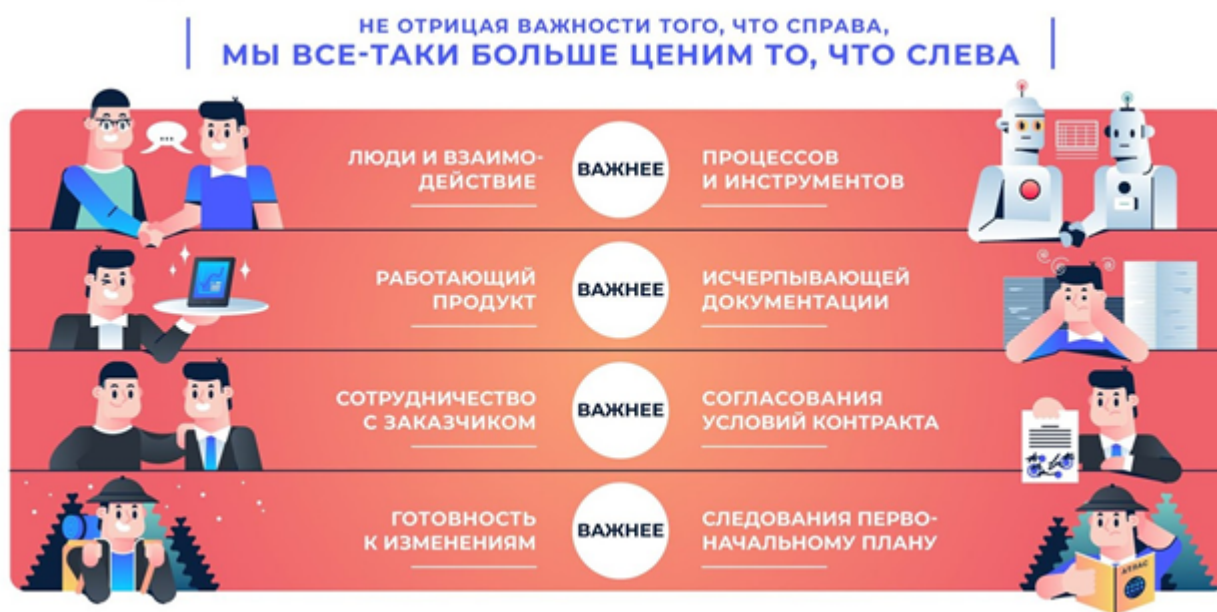 НЕ ОТРИЦАЯ ВАЖНОСТИ ТОГО, ЧТО СПРАВА,
МЫ ВСЕ-ТАКИ БОЛЬШЕ ЦЕНИМ ТО, ЧТО СЛЕВА
ЛЮДИ И ВЗАИМО-
ДЕЙСТВИЕ
ВАЖНЕЕ
ПРОЦЕССОВ
И ИНСТРУМЕНТОВ
РАБОТАЮЩИЙ
ПРОДУКТ
ВАЖНЕЕ
ИСЧЕРПЫВАЮЩЕЙ
ДОКУМЕНТАЦИИ
СОТРУДНИЧЕСТВО
С ЗАКАЗЧИКОМ
ВАЖНЕЕ
СОГЛАСОВАНИЯ
УСЛОВИЙ КОНТРАКТА
ГОТОВНОСТЬ
К ИЗМЕНЕНИЯМ
ВАЖНЕЕ
СЛЕДОВАНИЯ ПЕРВО-
НАЧАЛЬНОМУ ПЛАНУ
АТЛАС